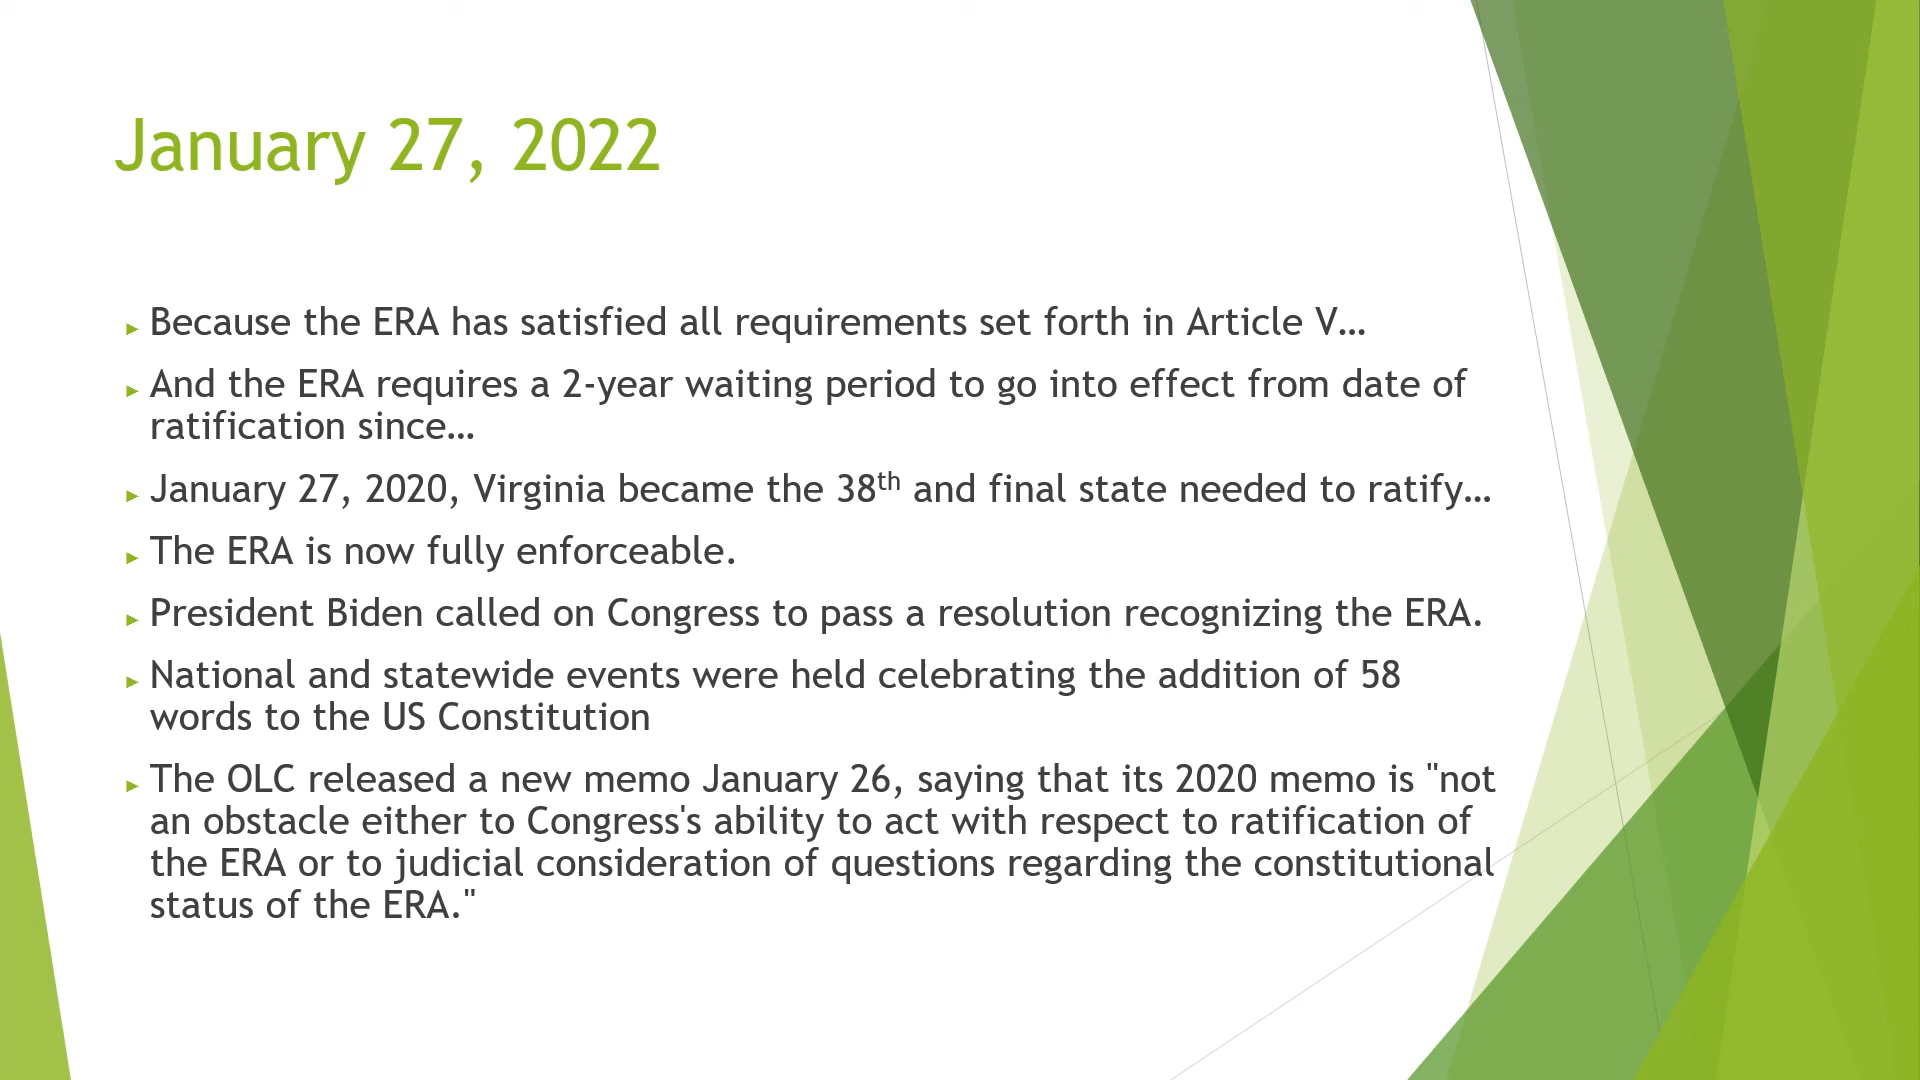 January 27, 2022
Because the ERA has satisfied all requirements set forth in Article V…
And the ERA requires a 2-year waiting period to go into effect from date of
ratification since…
January 27, 2020, Virginia became the 38th and final state needed to ratify…
The ERA is now fully enforceable.
President Biden called on Congress to pass a resolution recognizing the ERA.
National and statewide events were held celebrating the addition of 58
words to the US Constitution
The OLC released a new memo January 26, saying that its 2020 memo is "not
an obstacle either to Congress's ability to act with respect to ratification of
the ERA or to judicial consideration of questions regarding the constitutional
status of the ERA."